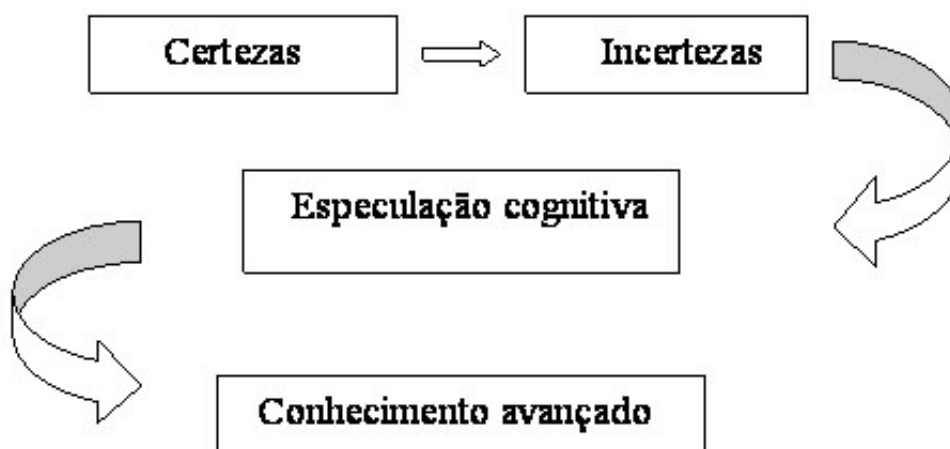 Certezas
Incertezas
Especulação cognitiva
Conhecimento avançado